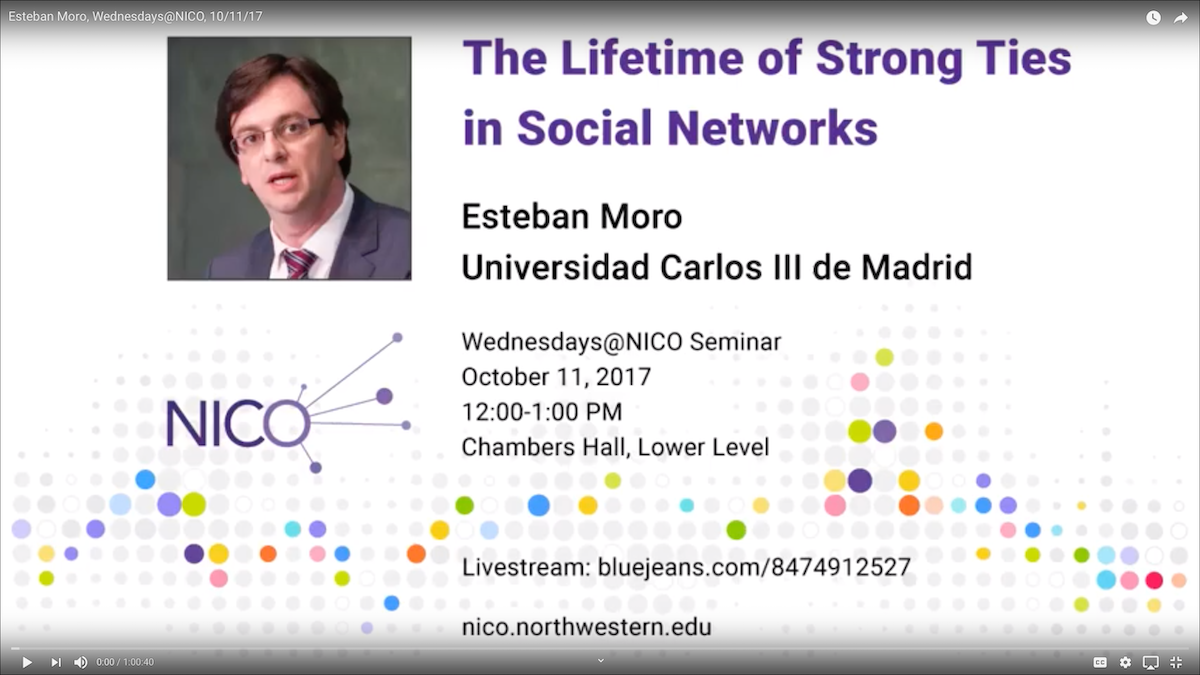 Esteban Moro, Wednesdays@NICO, 10/11/17
The Lifetime of Strong Ties
in Social Networks
Esteban Moro
Universidad Carlos III de Madrid
NICO
Wednesdays@NICO Seminar
October 11, 2017
12:00-1:00 PM
Chambers Hall, Lower Level
Livestream: bluejeans.com/8474912527
nico.northwestern.edu
0:00 / 1:00:40
CC